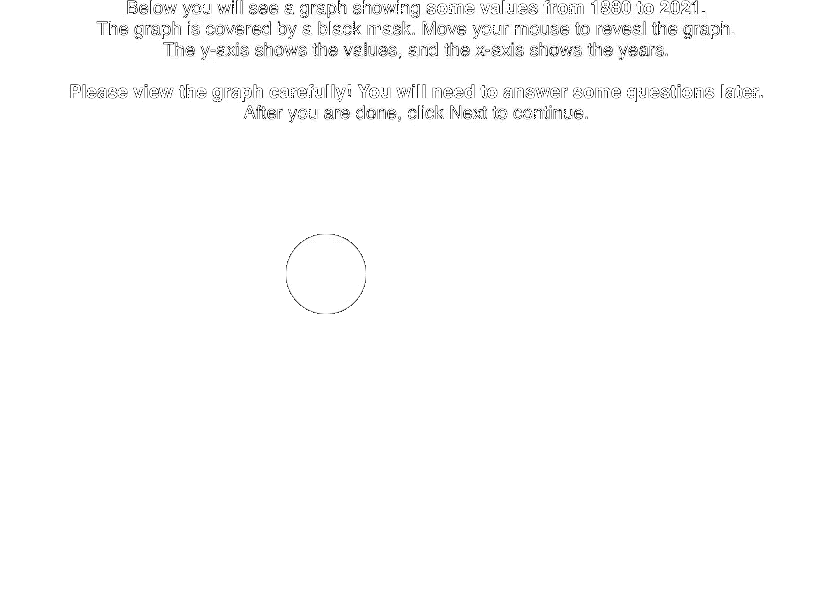 Below you will see a graph showing some values from 1980 to 2021.
The graph is covered by a black mask. Move your mouse to reveal the graph.
The y-axis shows the values, and the x-axis shows the years.
Please view the graph carefully! You will need to answer some questions later.
After you are done, click Next to continue.